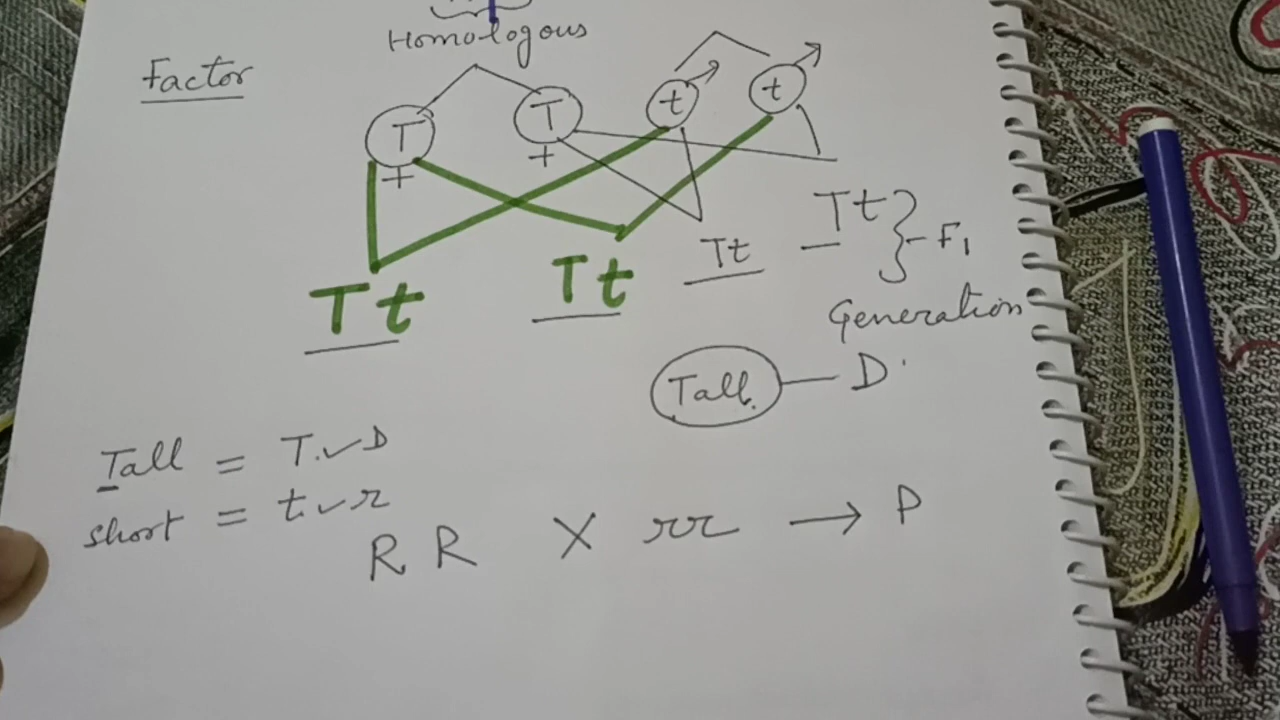 Homologous
Factor
T T t t
+ +
Tt Tt Tt Tt } - F1
Generation
Tall - D
Tall = T ✓ D
Short = t ✓ r
RR X rr → P